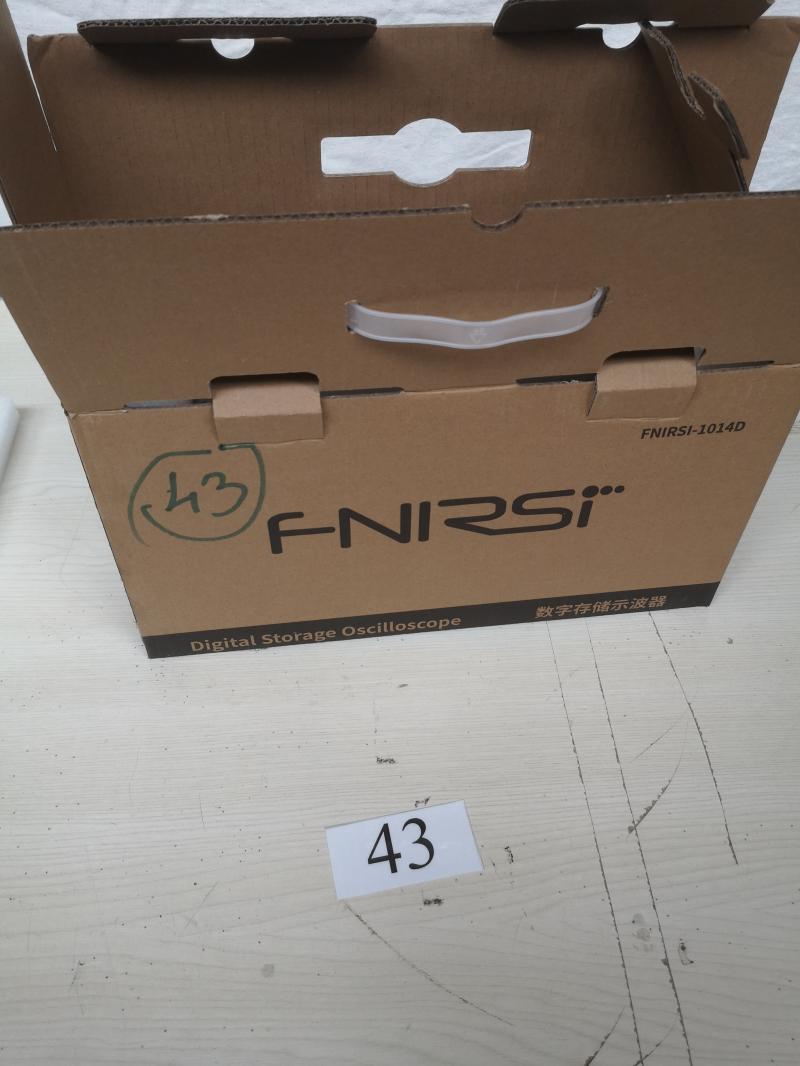 FNIRSI-1014D
43
FNIRSI
Digital Storage Oscilloscope
数字存储示波器
43